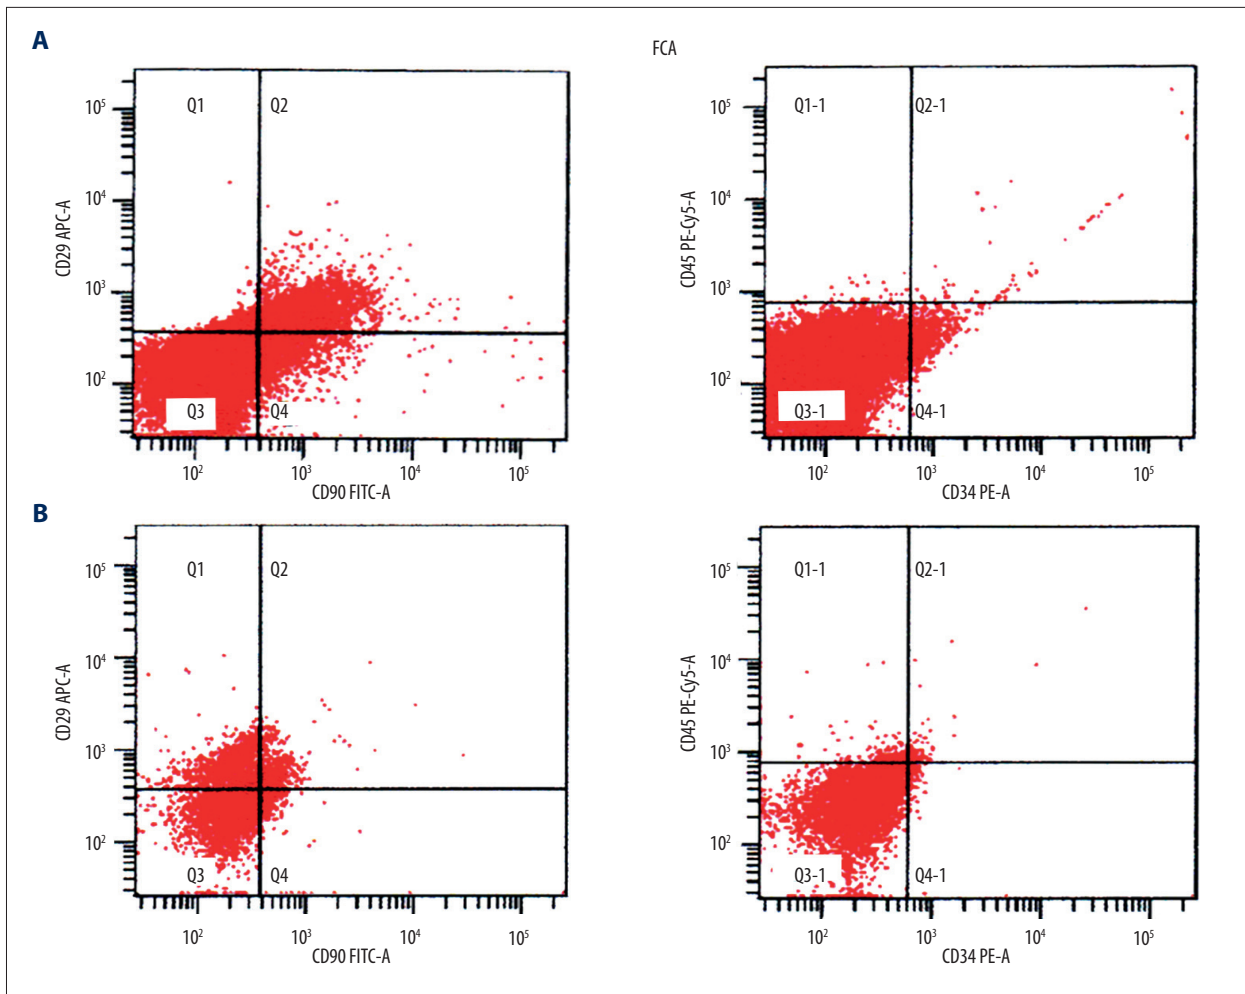 A
FCA
Q1 Q2
Q3 Q4
10⁵
10⁴
10³
10²
CD29 APC-A
10² 10³ 10⁴ 10⁵
CD90 FITC-A
Q1-1 Q2-1
Q3-1 Q4-1
10⁵
10⁴
10³
10²
CD45 PE-Cy5-A
10² 10³ 10⁴ 10⁵
CD34 PE-A
B
Q1 Q2
Q3 Q4
10⁵
10⁴
10³
10²
CD29 APC-A
10² 10³ 10⁴ 10⁵
CD90 FITC-A
Q1-1 Q2-1
Q3-1 Q4-1
10⁵
10⁴
10³
10²
CD45 PE-Cy5-A
10² 10³ 10⁴ 10⁵
CD34 PE-A